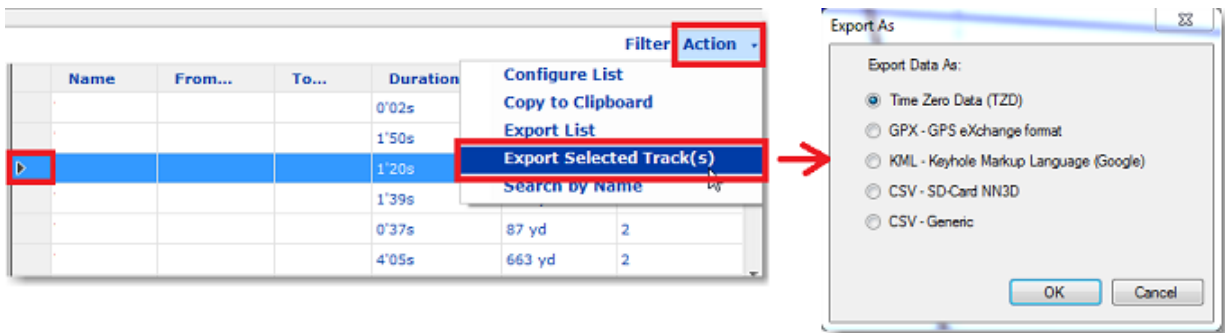 Filter Action
Name From... To... Duration
Configure List
Copy to Clipboard
Export List
Export Selected Track(s)
Search by Name
0'02s
1'50s
1'20s
1'39s
0'37s 87 yd 2
4'05s 663 yd 2
Export As
Export Data As:
Time Zero Data (TZD)
GPX - GPS eXchange format
KML - Keyhole Markup Language (Google)
CSV - SD-Card NN3D
CSV - Generic
OK Cancel